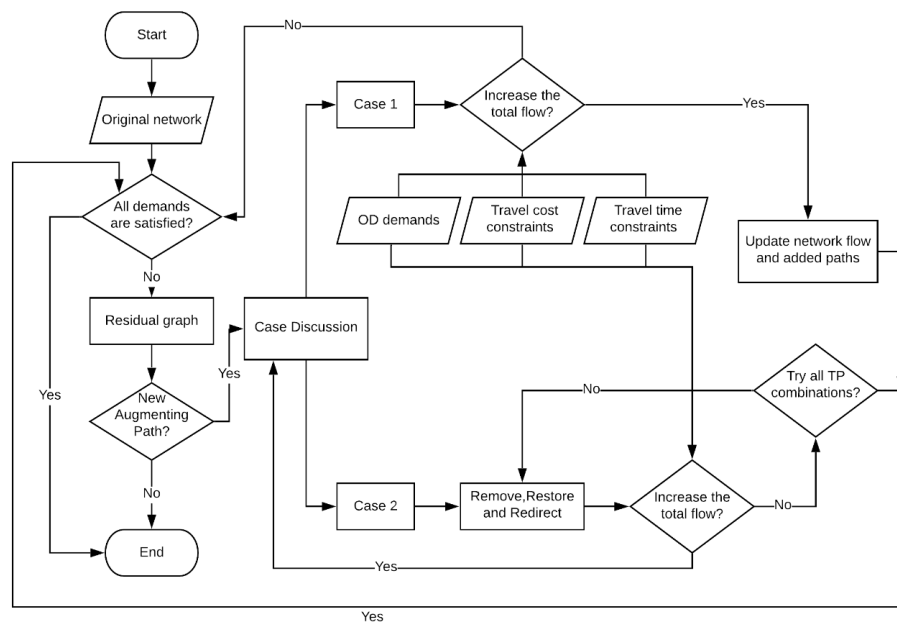 Start
Original network
All demands
are satisfied?
No
Residual graph
New
Augmenting
Path?
No
End
Yes
Yes
No
Case Discussion
Case 1
Increase the
total flow?
Yes
OD demands
Travel cost
constraints
Travel time
constraints
Update network flow
and added paths
Case 2
Remove,Restore
and Redirect
Increase the
total flow?
No
Try all TP
combinations?
No
Yes
Yes